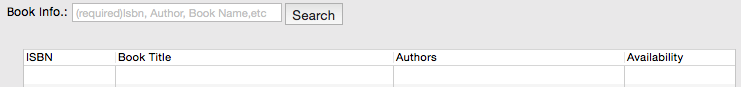 Book Info.: (required)Isbn, Author, Book Name,etc Search
ISBN Book Title Authors Availability